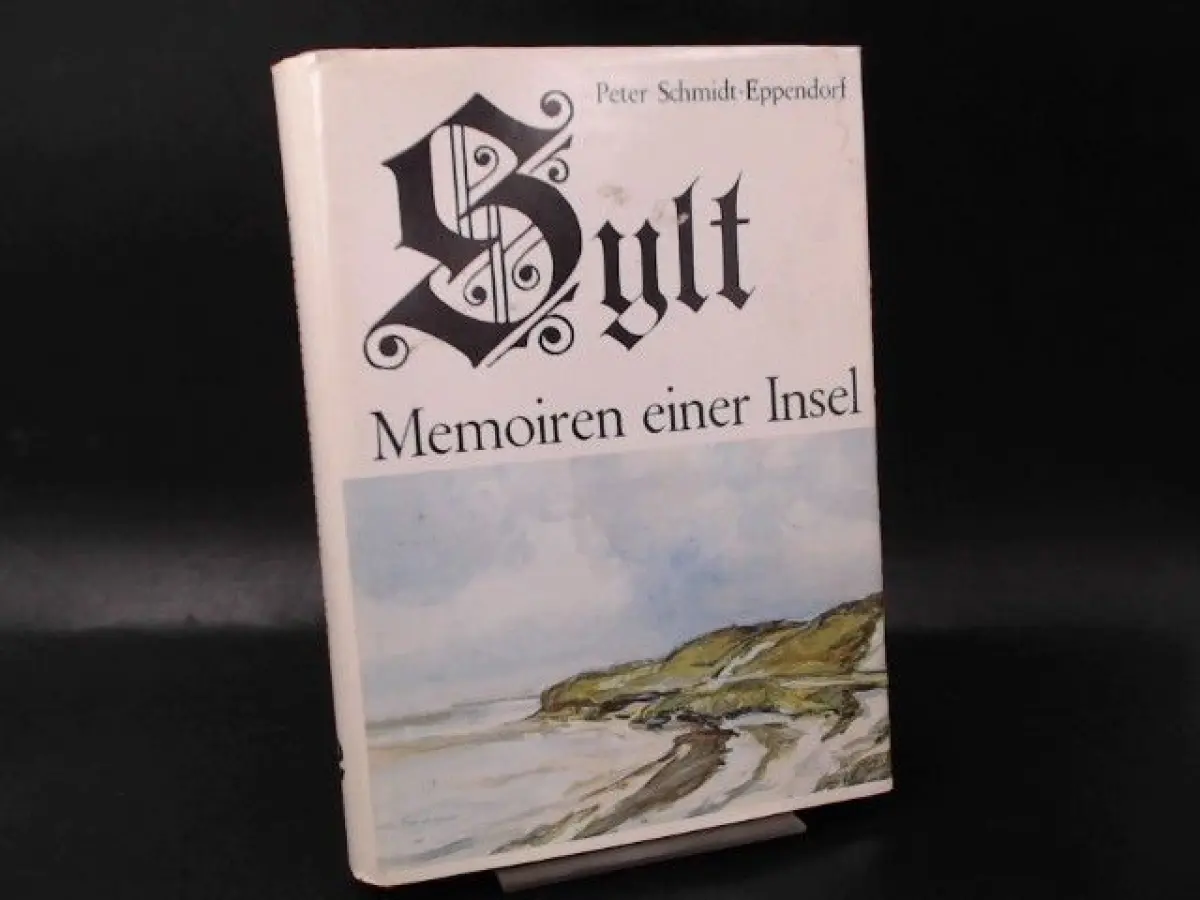 Peter Schmidt-Eppendorf
Sylt
Memoiren einer Insel